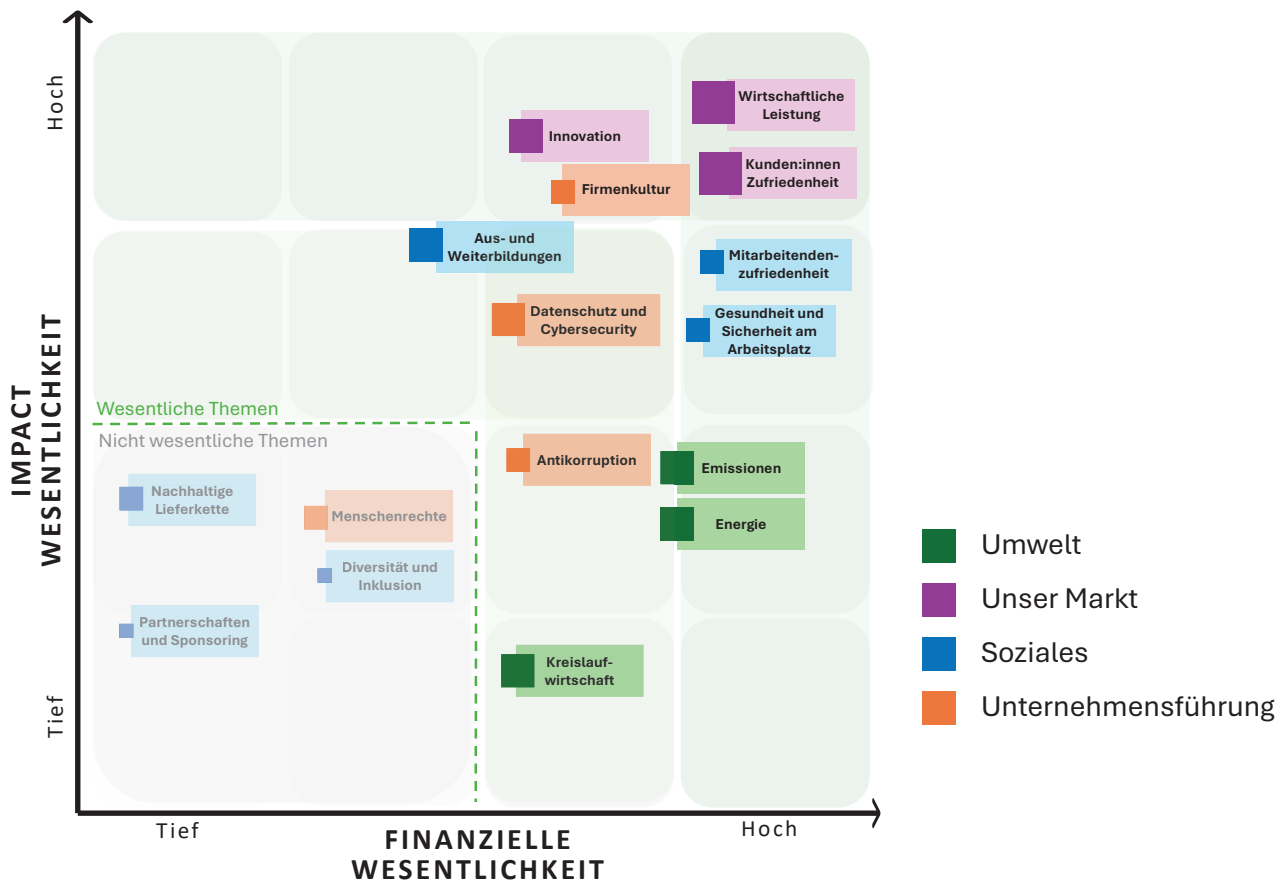 Hoch
Wirtschaftliche
Leistung
Innovation
Kunden:innen
Zufriedenheit
Firmenkultur
Aus- und
Weiterbildungen
Mitarbeitenden-
zufriedenheit
Datenschutz und
Cybersecurity
Gesundheit und
Sicherheit am
Arbeitsplatz
IMPACT
WESENTLICHKEIT
Wesentliche Themen
Nicht wesentliche Themen
Antikorruption
Emissionen
Nachhaltige
Lieferkette
Menschenrechte
Energie
Diversität und
Inklusion
Partnerschaften
und Sponsoring
Kreislauf-
wirtschaft
Tief
Tief
Hoch
FINANZIELLE
WESENTLICHKEIT
Umwelt
Unser Markt
Soziales
Unternehmensführung